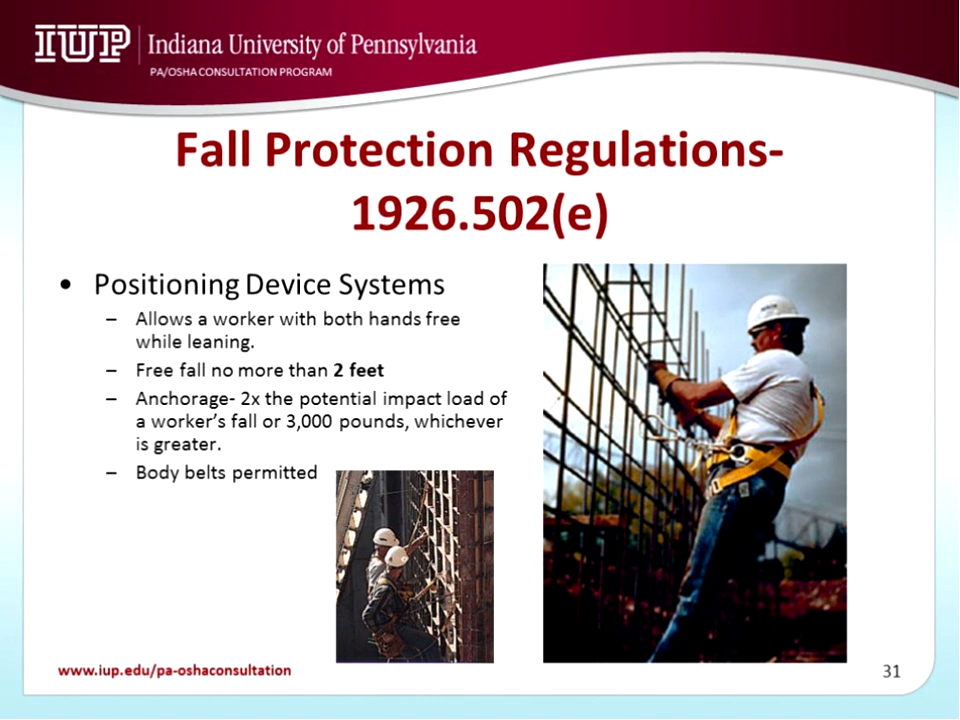 IUP
Indiana University of Pennsylvania
PA/OSHA CONSULTATION PROGRAM
Fall Protection Regulations-
1926.502(e)
• Positioning Device Systems
– Allows a worker with both hands free
while leaning.
– Free fall no more than 2 feet
– Anchorage- 2x the potential impact load of
a worker's fall or 3,000 pounds, whichever
is greater.
– Body belts permitted
www.iup.edu/pa-oshaconsultation
31